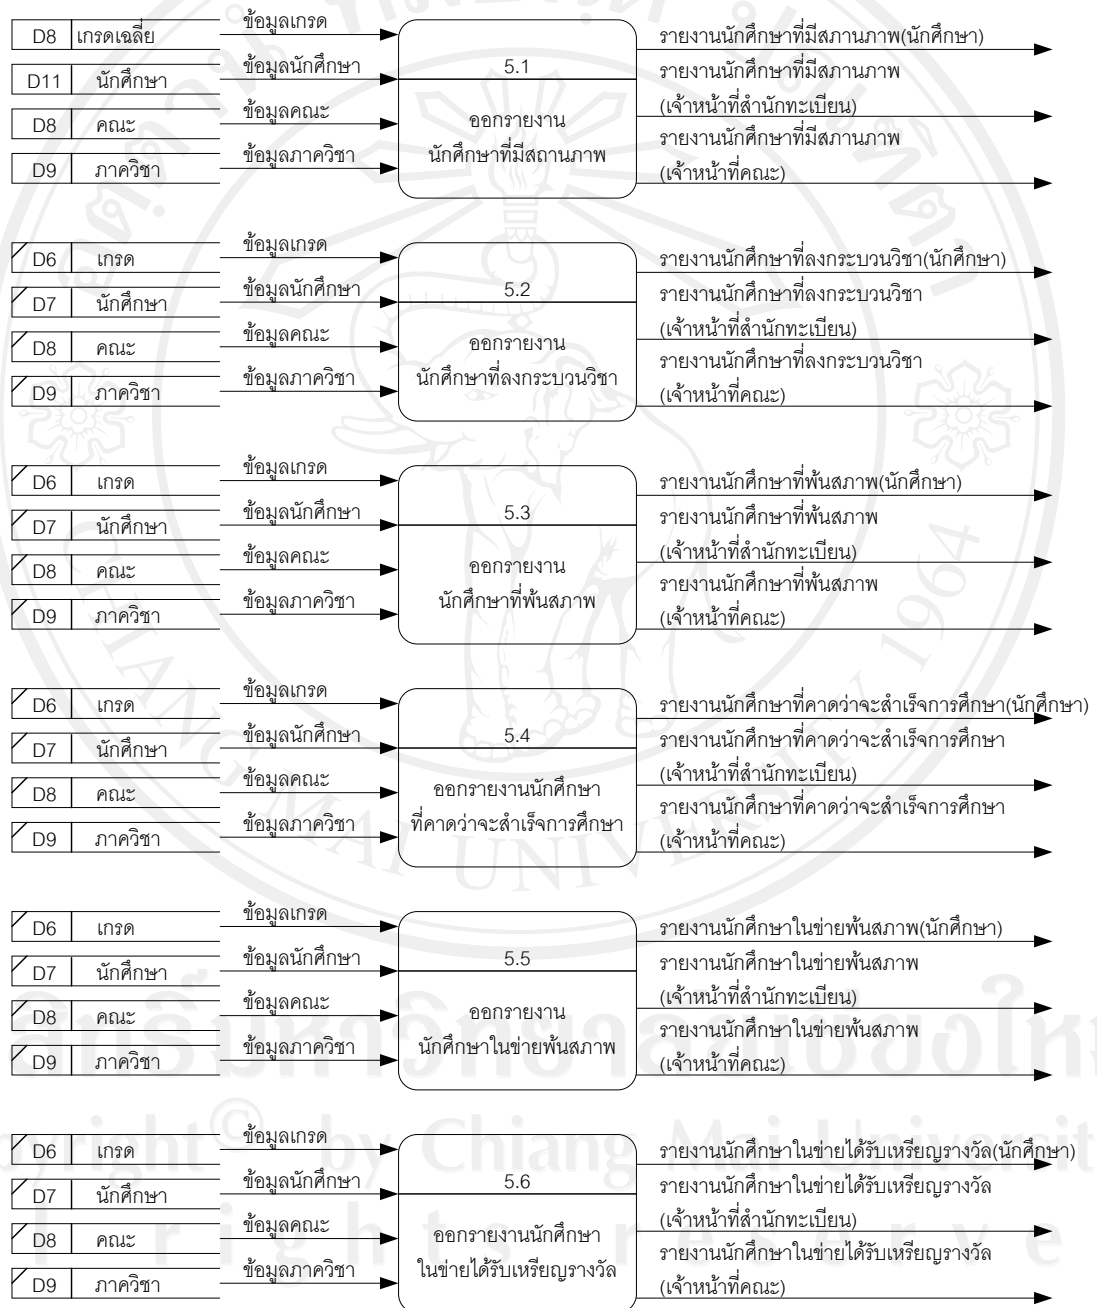 D8 เกรดเฉลี่ย ข้อมูลเกรด
D11 นักศึกษา ข้อมูลนักศึกษา
D8 คณะ ข้อมูลคณะ
D9 ภาควิชา ข้อมูลภาควิชา
5.1
ออกรายงาน
นักศึกษาที่มีสถานภาพ
รายงานนักศึกษาที่มีสภานภาพ(นักศึกษา)
รายงานนักศึกษาที่มีสภานภาพ
(เจ้าหน้าที่สำนักทะเบียน)
รายงานนักศึกษาที่มีสภานภาพ
(เจ้าหน้าที่คณะ)
D6 เกรด ข้อมูลเกรด
D7 นักศึกษา ข้อมูลนักศึกษา
D8 คณะ ข้อมูลคณะ
D9 ภาควิชา ข้อมูลภาควิชา
5.2
ออกรายงาน
นักศึกษาที่ลงกระบวนวิชา
รายงานนักศึกษาที่ลงกระบวนวิชา(นักศึกษา)
รายงานนักศึกษาที่ลงกระบวนวิชา
(เจ้าหน้าที่สำนักทะเบียน)
รายงานนักศึกษาที่ลงกระบวนวิชา
(เจ้าหน้าที่คณะ)
D6 เกรด ข้อมูลเกรด
D7 นักศึกษา ข้อมูลนักศึกษา
D8 คณะ ข้อมูลคณะ
D9 ภาควิชา ข้อมูลภาควิชา
5.3
ออกรายงาน
นักศึกษาที่พ้นสภาพ
รายงานนักศึกษาที่พ้นสภาพ(นักศึกษา)
รายงานนักศึกษาที่พ้นสภาพ
(เจ้าหน้าที่สำนักทะเบียน)
รายงานนักศึกษาที่พ้นสภาพ
(เจ้าหน้าที่คณะ)
D6 เกรด ข้อมูลเกรด
D7 นักศึกษา ข้อมูลนักศึกษา
D8 คณะ ข้อมูลคณะ
D9 ภาควิชา ข้อมูลภาควิชา
5.4
ออกรายงานนักศึกษา
ที่คาดว่าจะสำเร็จการศึกษา
รายงานนักศึกษาที่คาดว่าจะสำเร็จการศึกษา(นักศึกษา)
รายงานนักศึกษาที่คาดว่าจะสำเร็จการศึกษา
(เจ้าหน้าที่สำนักทะเบียน)
รายงานนักศึกษาที่คาดว่าจะสำเร็จการศึกษา
(เจ้าหน้าที่คณะ)
D6 เกรด ข้อมูลเกรด
D7 นักศึกษา ข้อมูลนักศึกษา
D8 คณะ ข้อมูลคณะ
D9 ภาควิชา ข้อมูลภาควิชา
5.5
ออกรายงาน
นักศึกษาในข่ายพ้นสภาพ
รายงานนักศึกษาในข่ายพ้นสภาพ(นักศึกษา)
รายงานนักศึกษาในข่ายพ้นสภาพ
(เจ้าหน้าที่สำนักทะเบียน)
รายงานนักศึกษาในข่ายพ้นสภาพ
(เจ้าหน้าที่คณะ)
D6 เกรด ข้อมูลเกรด
D7 นักศึกษา ข้อมูลนักศึกษา
D8 คณะ ข้อมูลคณะ
D9 ภาควิชา ข้อมูลภาควิชา
5.6
ออกรายงานนักศึกษา
ในข่ายได้รับเหรียญรางวัล
รายงานนักศึกษาในข่ายได้รับเหรียญรางวัล(นักศึกษา)
รายงานนักศึกษาในข่ายได้รับเหรียญรางวัล
(เจ้าหน้าที่สำนักทะเบียน)
รายงานนักศึกษาในข่ายได้รับเหรียญรางวัล
(เจ้าหน้าที่คณะ)
CHIANG MAI UNIVERSITY 1964
by Chiang Mai
rights reserve